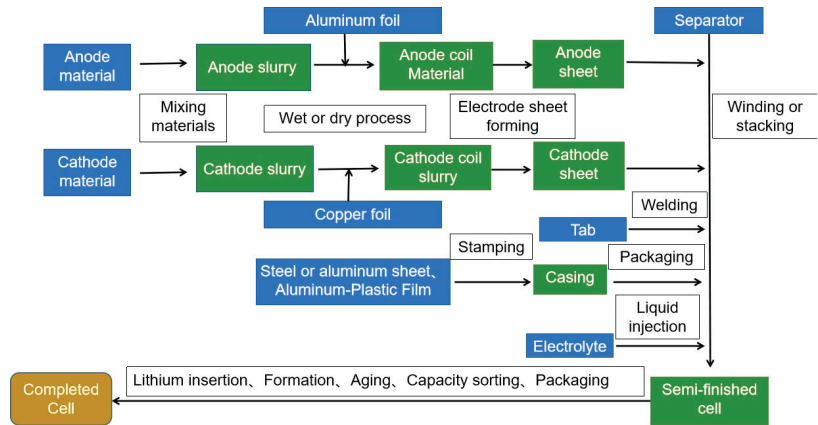 Aluminum foil
Separator
Anode
material
Anode slurry
Anode coil
Material
Anode
sheet
Mixing
materials
Wet or dry process
Electrode sheet
forming
Winding or
stacking
Cathode
material
Cathode slurry
Cathode coil
slurry
Cathode
sheet
Copper foil
Welding
Tab
Stamping
Packaging
Steel or aluminum sheet、
Aluminum-Plastic Film
Casing
Liquid
injection
Electrolyte
Completed
Cell
Lithium insertion、Formation、Aging、Capacity sorting、Packaging
Semi-finished
cell